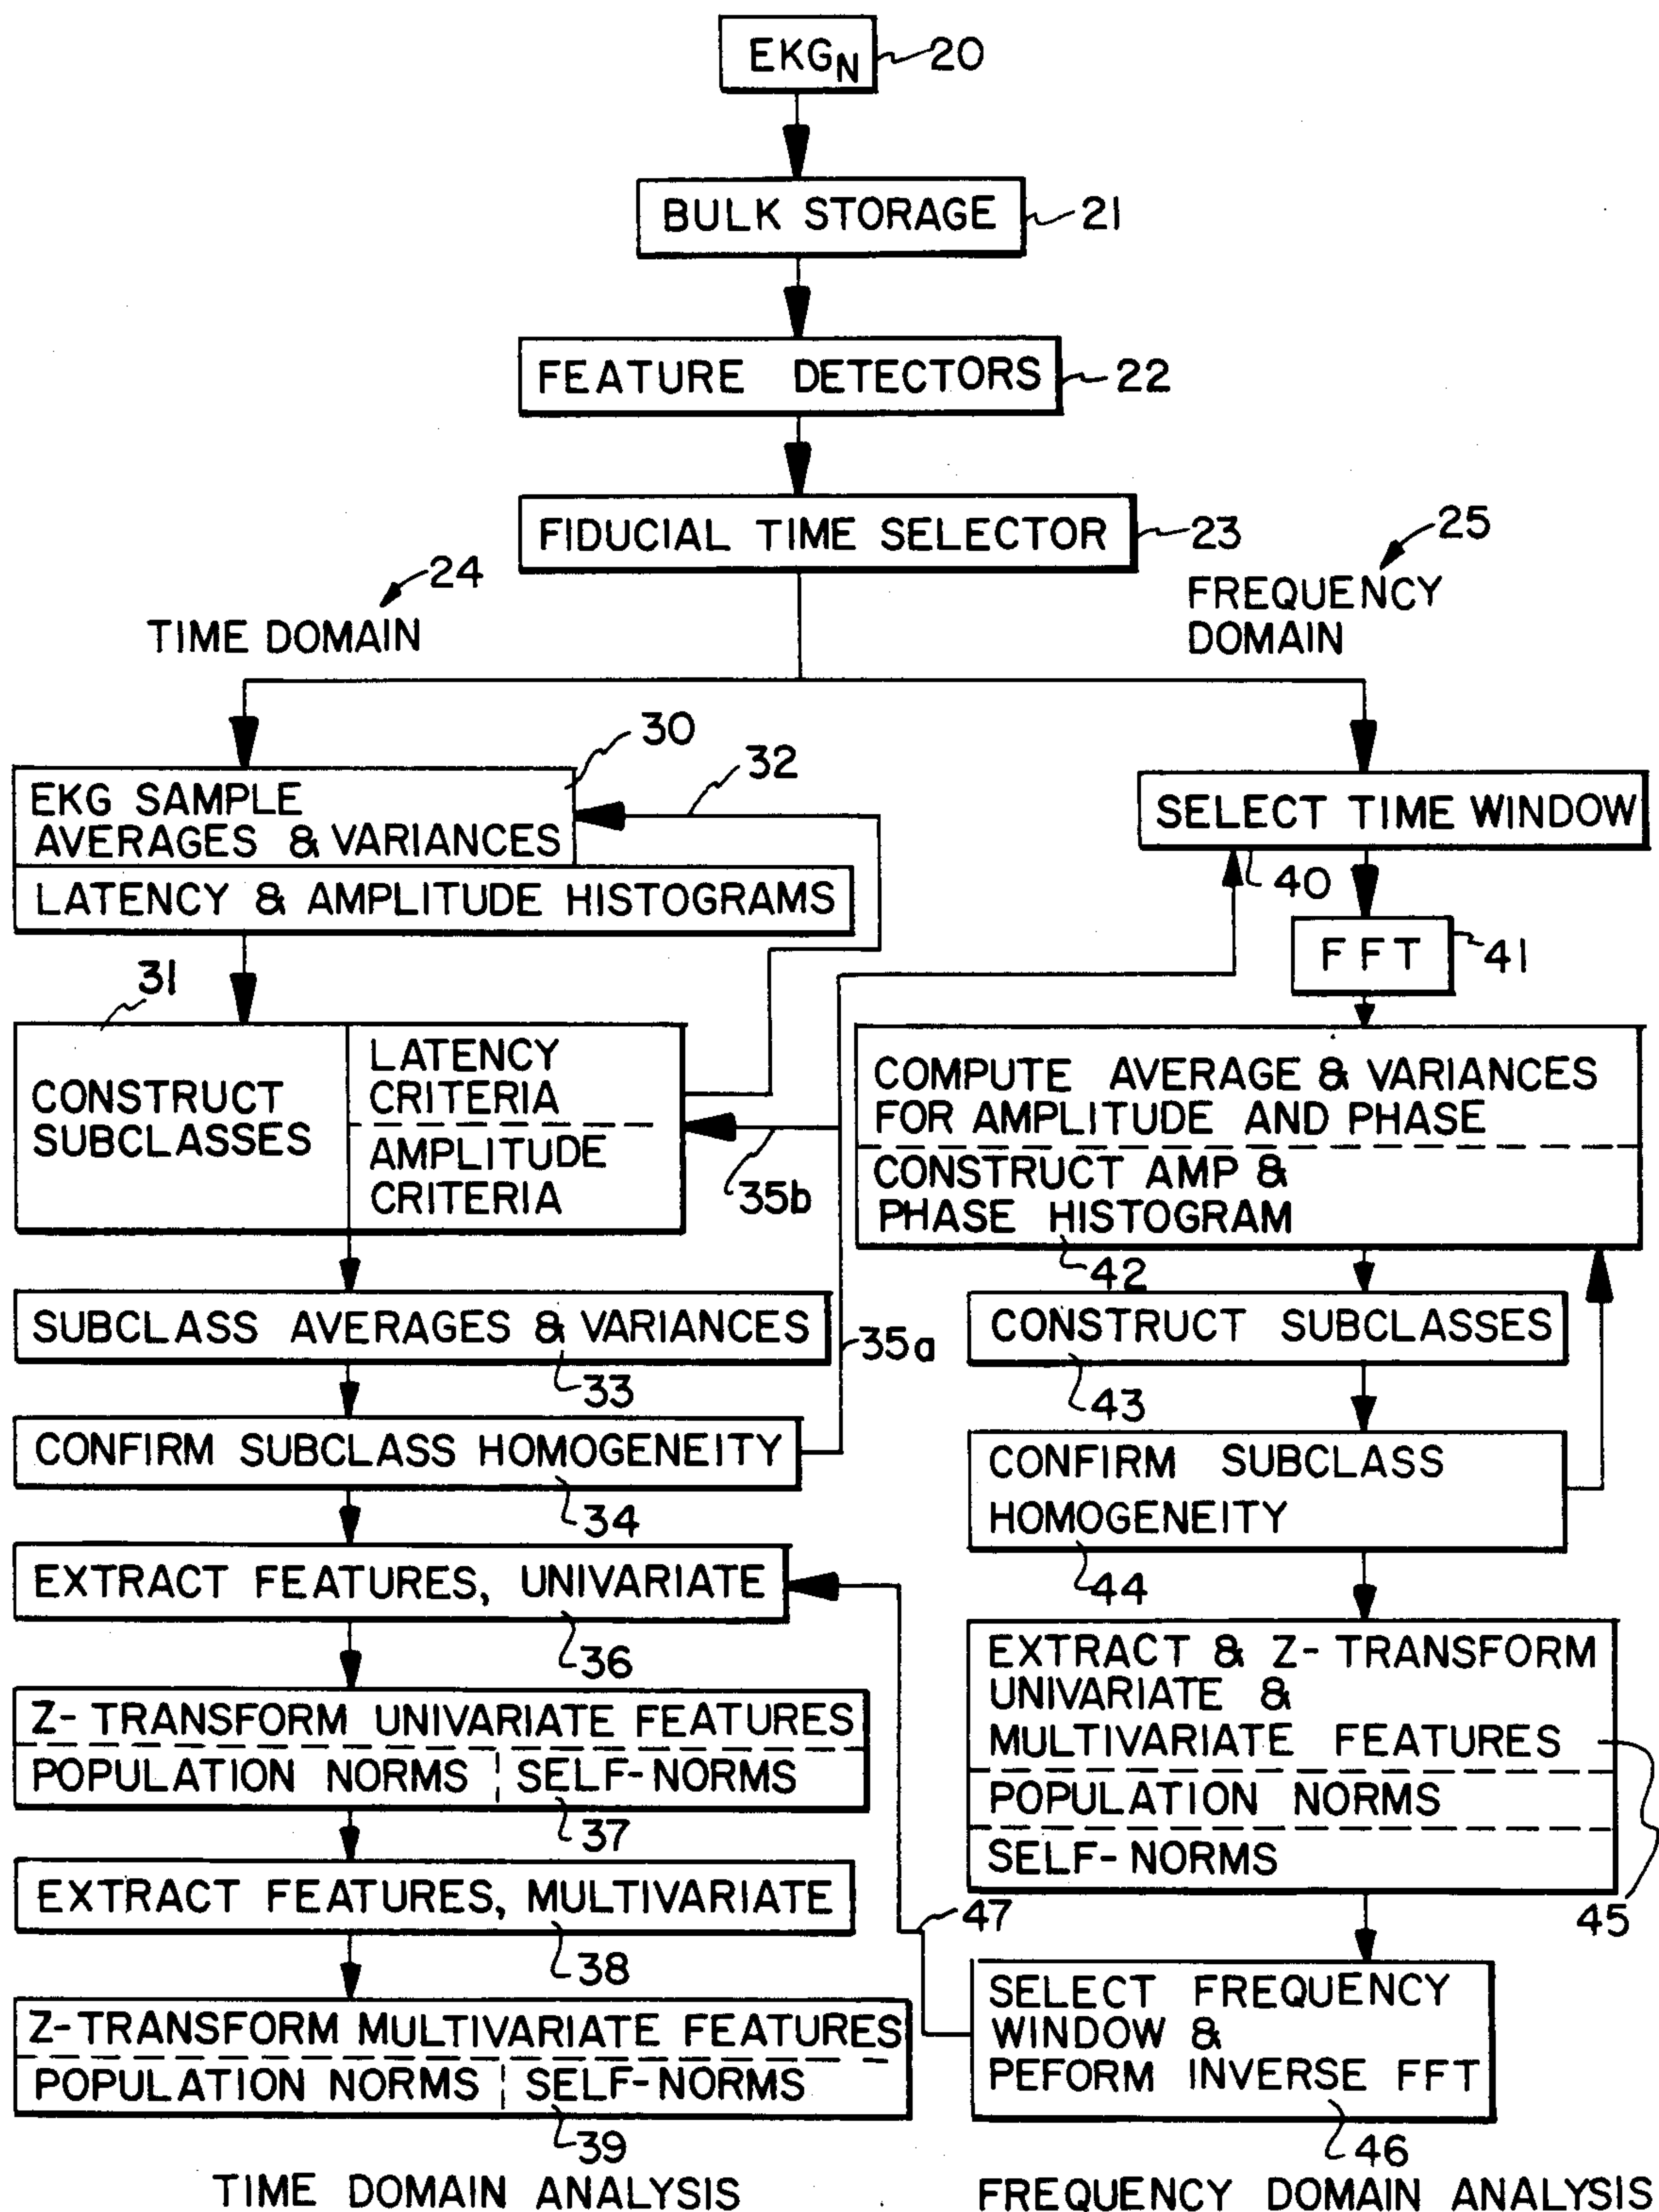 EKGN
20
BULK STORAGE
21
FEATURE DETECTORS
22
FIDUCIAL TIME SELECTOR
23
24
TIME DOMAIN
25
FREQUENCY
DOMAIN
30
EKG SAMPLE
AVERAGES & VARIANCES
LATENCY & AMPLITUDE HISTOGRAMS
32
31
CONSTRUCT
SUBCLASSES
LATENCY
CRITERIA
AMPLITUDE
CRITERIA
35b
SUBCLASS AVERAGES & VARIANCES
33
35a
CONFIRM SUBCLASS HOMOGENEITY
34
EXTRACT FEATURES, UNIVARIATE
36
Z-TRANSFORM UNIVARIATE FEATURES
POPULATION NORMS
SELF-NORMS
37
EXTRACT FEATURES, MULTIVARIATE
38
Z-TRANSFORM MULTIVARIATE FEATURES
POPULATION NORMS
SELF-NORMS
39
TIME DOMAIN ANALYSIS
SELECT TIME WINDOW
40
FFT
41
COMPUTE AVERAGE & VARIANCES
FOR AMPLITUDE AND PHASE
CONSTRUCT AMP &
PHASE HISTOGRAM
42
CONSTRUCT SUBCLASSES
43
CONFIRM SUBCLASS
HOMOGENEITY
44
EXTRACT & Z-TRANSFORM
UNIVARIATE &
MULTIVARIATE FEATURES
POPULATION NORMS
SELF-NORMS
45
47
SELECT FREQUENCY
WINDOW &
PEFORM INVERSE FFT
46
FREQUENCY DOMAIN ANALYSIS